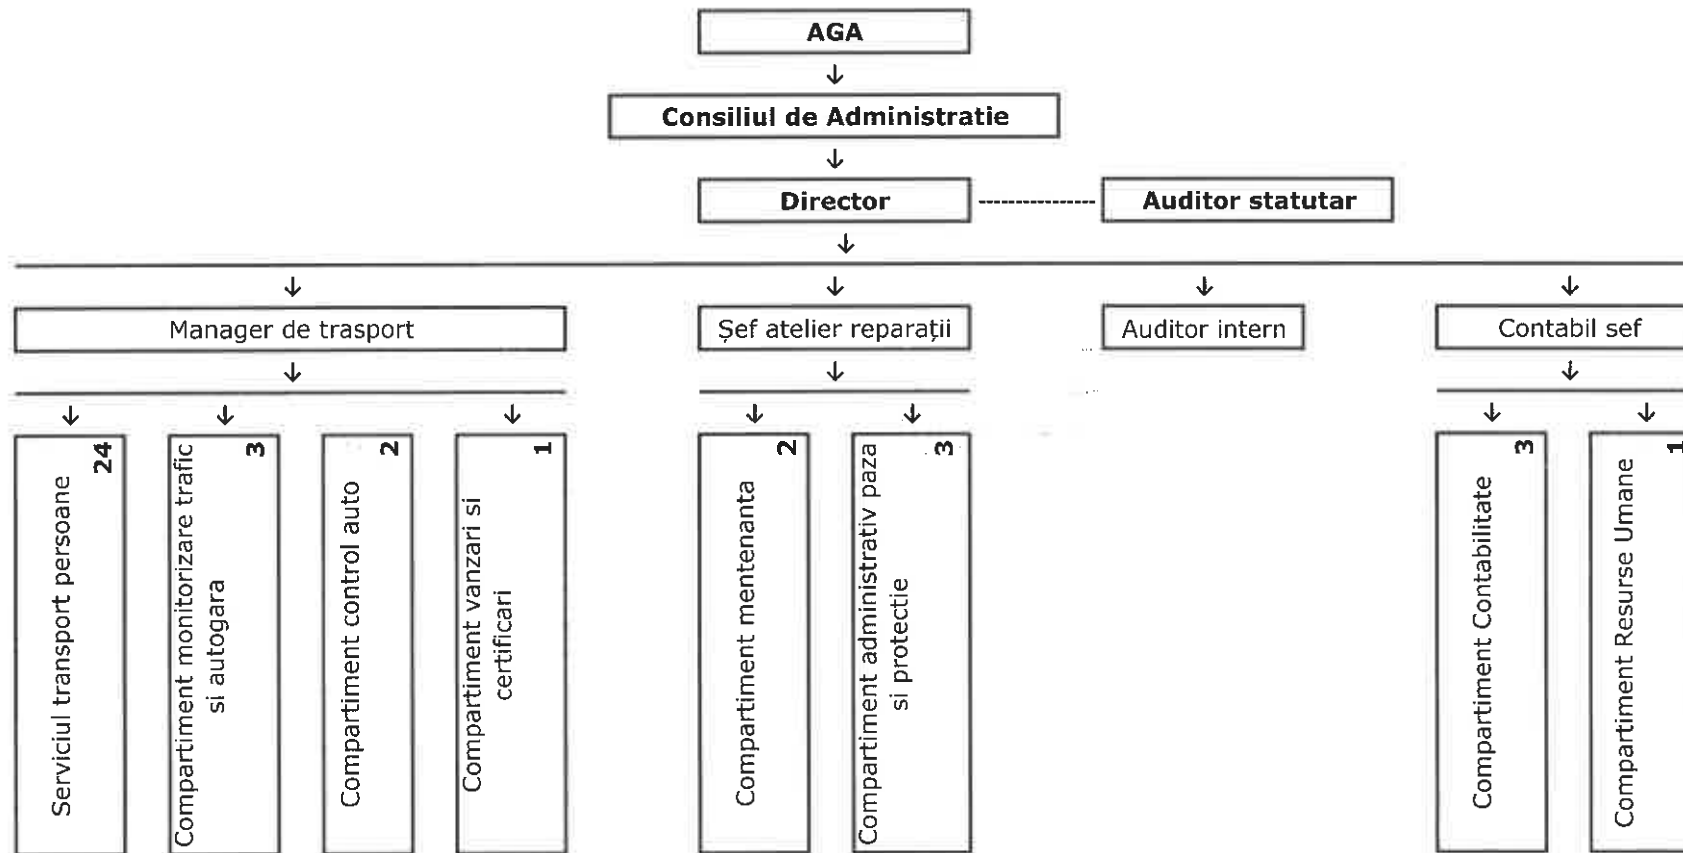 AGA
Consiliul de Administratie
Director
Auditor statutar
Manager de trasport
Șef atelier reparații
Auditor intern
Contabil sef
Serviciul transport persoane
24
Compartiment monitorizare trafic
si autogara
3
Compartiment control auto
2
Compartiment vanzari si
certificari
1
Compartiment mentenanta
2
Compartiment administrativ paza
si protectie
3
Compartiment Contabilitate
3
Compartiment Resurse Umane
1